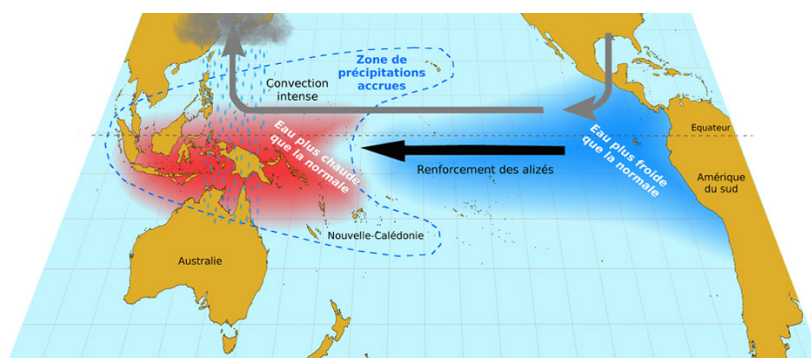 Zone de
précipitations
accrues
Convection
intense
Eau plus chaude
que la normale
Eau plus froide
que la normale
Equateur
Renforcement des alizés
Amérique
du sud
Nouvelle-Calédonie
Australie